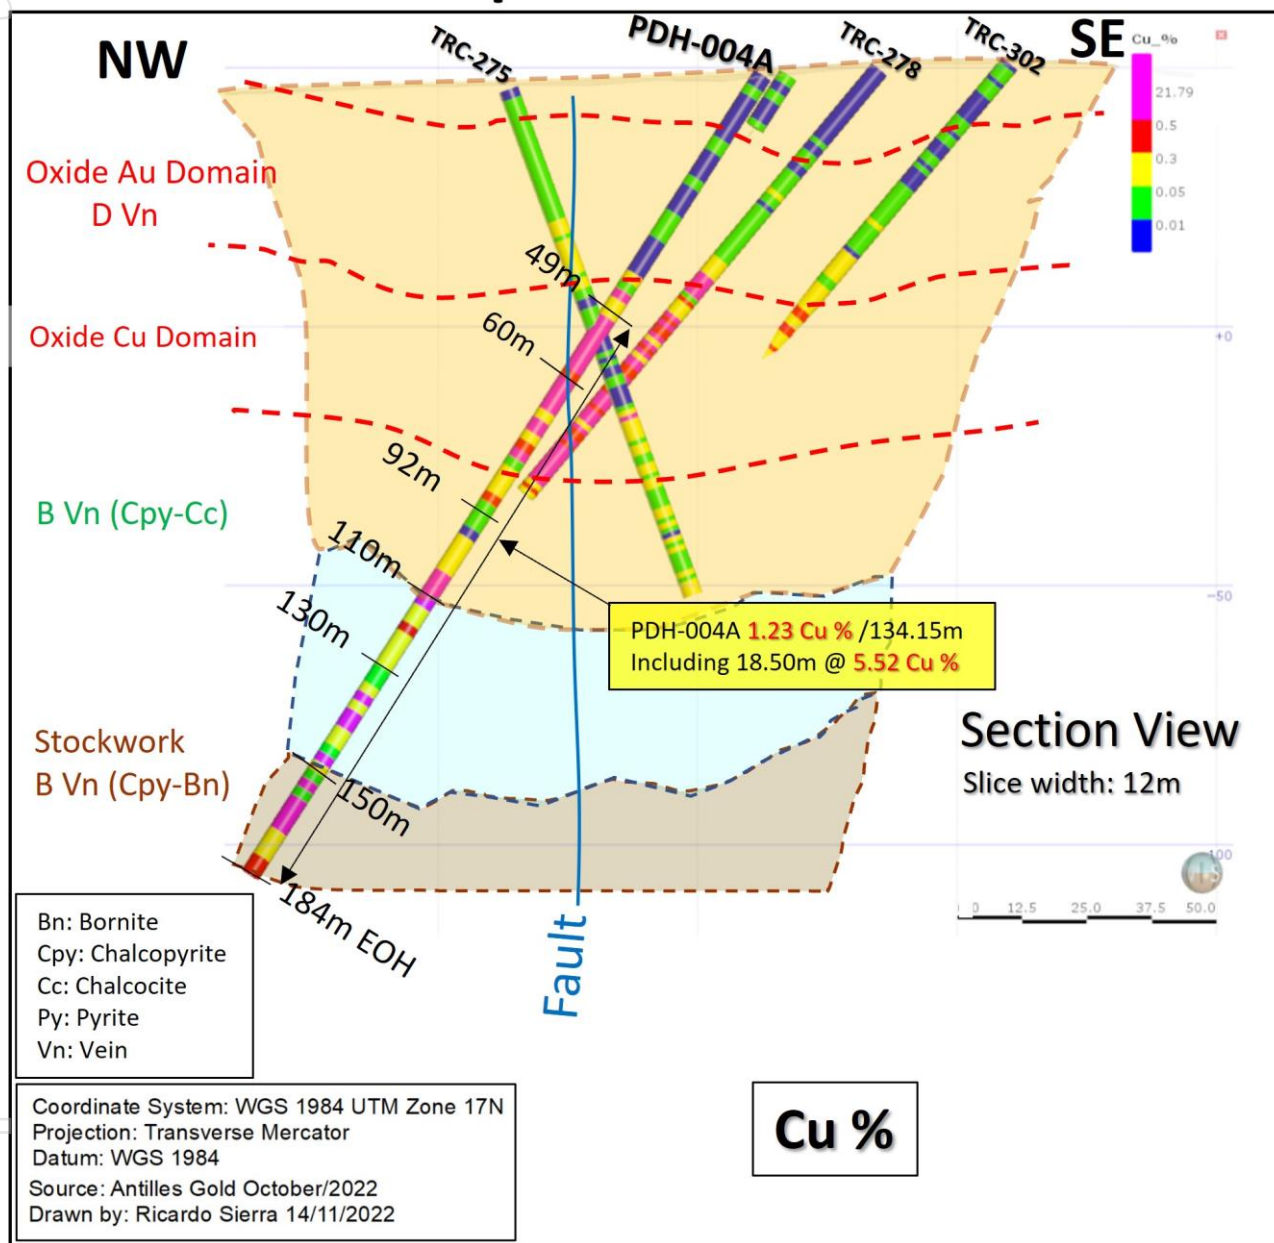 NW
TRC-275
PDH-004A
TRC-278
TRC-302
SE
Cu_%
21.79
0.5
0.3
0.05
0.01
Oxide Au Domain
D Vn
49m
60m
Oxide Cu Domain
+0
92m
B Vn (Cpy-Cc)
110m
-50
130m
PDH-004A 1.23 Cu % /134.15m
Including 18.50m @ 5.52 Cu %
Stockwork
B Vn (Cpy-Bn)
Section View
Slice width: 12m
150m
184m EOH
12.5
25.0
37.5
50.0
Fault
Bn: Bornite
Cpy: Chalcopyrite
Cc: Chalcocite
Py: Pyrite
Vn: Vein
Coordinate System: WGS 1984 UTM Zone 17N
Projection: Transverse Mercator
Datum: WGS 1984
Source: Antilles Gold October/2022
Drawn by: Ricardo Sierra 14/11/2022
Cu %